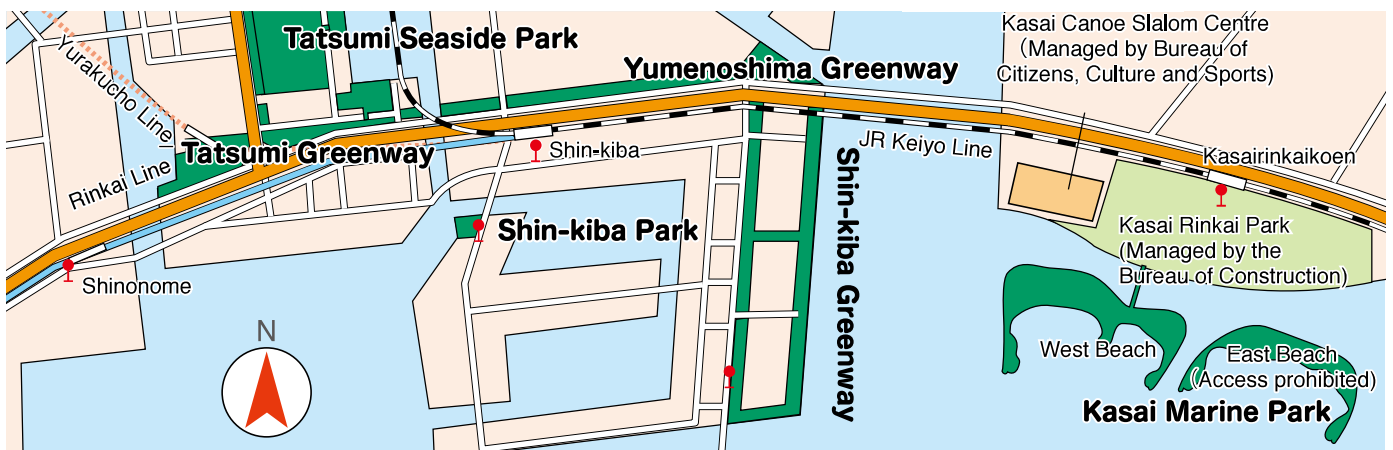 Kasai Canoe Slalom Centre
(Managed by Bureau of
Citizens, Culture and Sports)
Tatsumi Seaside Park
Yumenoshima Greenway
Yurakucho Line
Tatsumi Greenway
Shin-kiba
JR Keiyo Line
Kasairinkaikoen
Rinkai Line
Shin-kiba Park
Shin-kiba Greenway
Kasai Rinkai Park
(Managed by the
Bureau of Construction)
Shinonome
N
West Beach
East Beach
(Access prohibited)
Kasai Marine Park